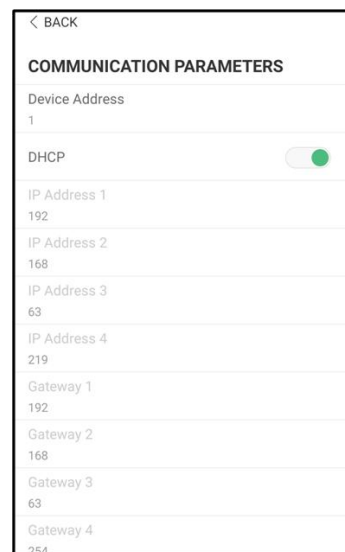 < BACK
COMMUNICATION PARAMETERS
Device Address
1
DHCP
IP Address 1
192
IP Address 2
168
IP Address 3
63
IP Address 4
219
Gateway 1
192
Gateway 2
168
Gateway 3
63
Gateway 4
254